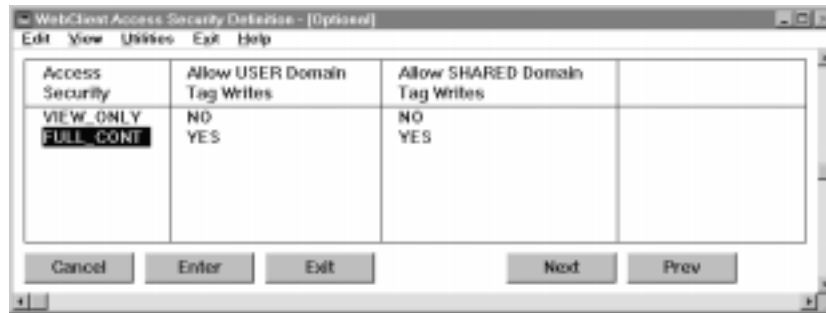 WebClient Access Security Definition - [Optional]
Edit View Utilities Exit Help
Access Security Allow USER Domain Tag Writes Allow SHARED Domain Tag Writes
VIEW_ONLY NO NO
FULL_CONT YES YES
Cancel Enter Exit Next Prev